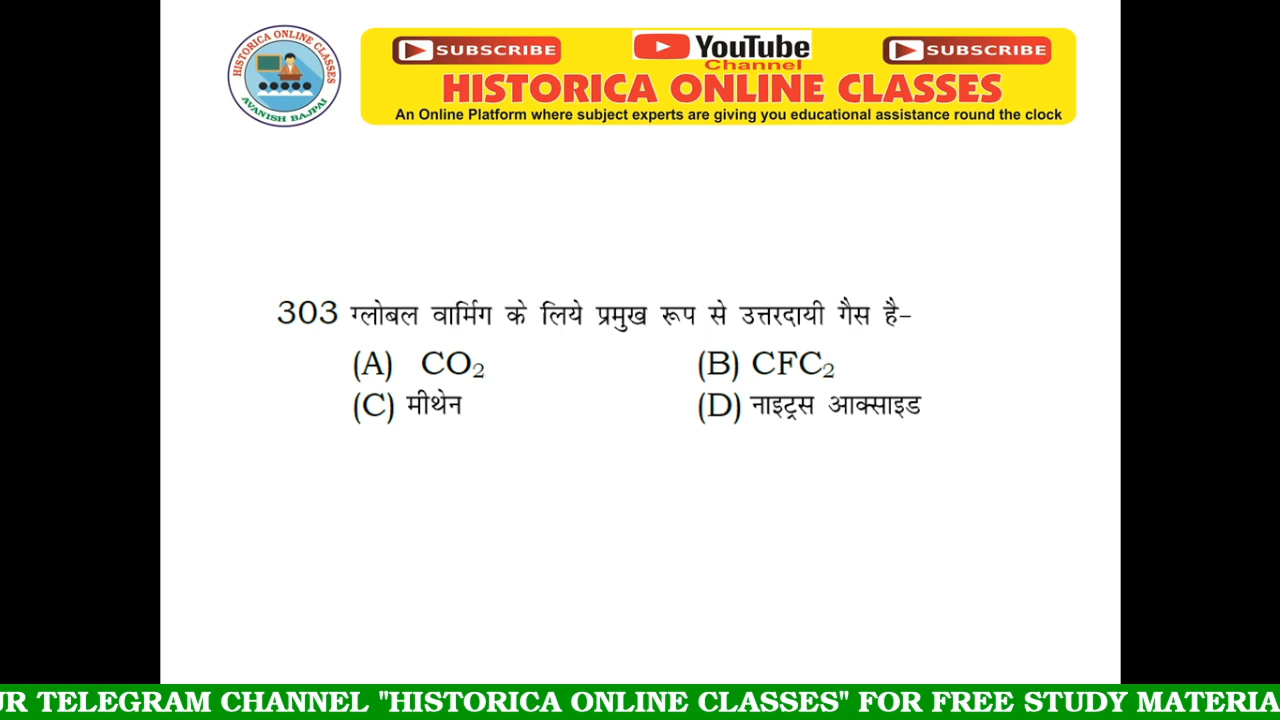 HISTORICA ONLINE CLASSES
AVANISH BAJPAI
SUBSCRIBE YouTube SUBSCRIBE
Channel
HISTORICA ONLINE CLASSES
An Online Platform where subject experts are giving you educational assistance round the clock
303 ग्लोबल वार्मिग के लिये प्रमुख रूप से उत्तरदायी गैस है–
(A) CO₂ (B) CFC₂
(C) मीथेन (D) नाइट्रस आक्साइड
UR TELEGRAM CHANNEL "HISTORICA ONLINE CLASSES" FOR FREE STUDY MATERIA